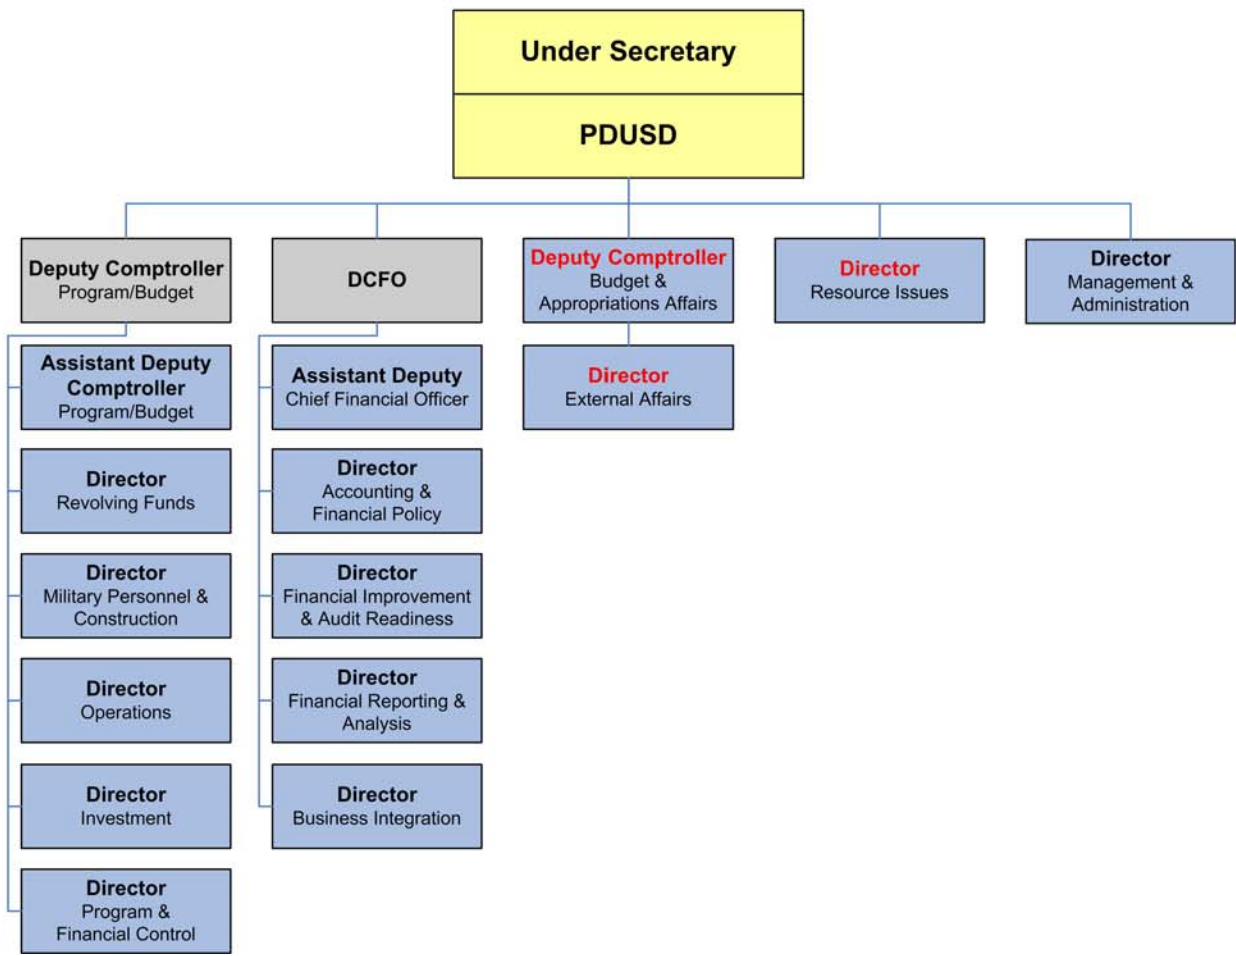 Under Secretary
PDUSD
Deputy Comptroller
Program/Budget
DCFO
Deputy Comptroller
Budget &
Appropriations Affairs
Director
Resource Issues
Director
Management &
Administration
Assistant Deputy
Comptroller
Program/Budget
Assistant Deputy
Chief Financial Officer
Director
External Affairs
Director
Revolving Funds
Director
Accounting &
Financial Policy
Director
Military Personnel &
Construction
Director
Financial Improvement
& Audit Readiness
Director
Operations
Director
Financial Reporting &
Analysis
Director
Investment
Director
Business Integration
Director
Program &
Financial Control